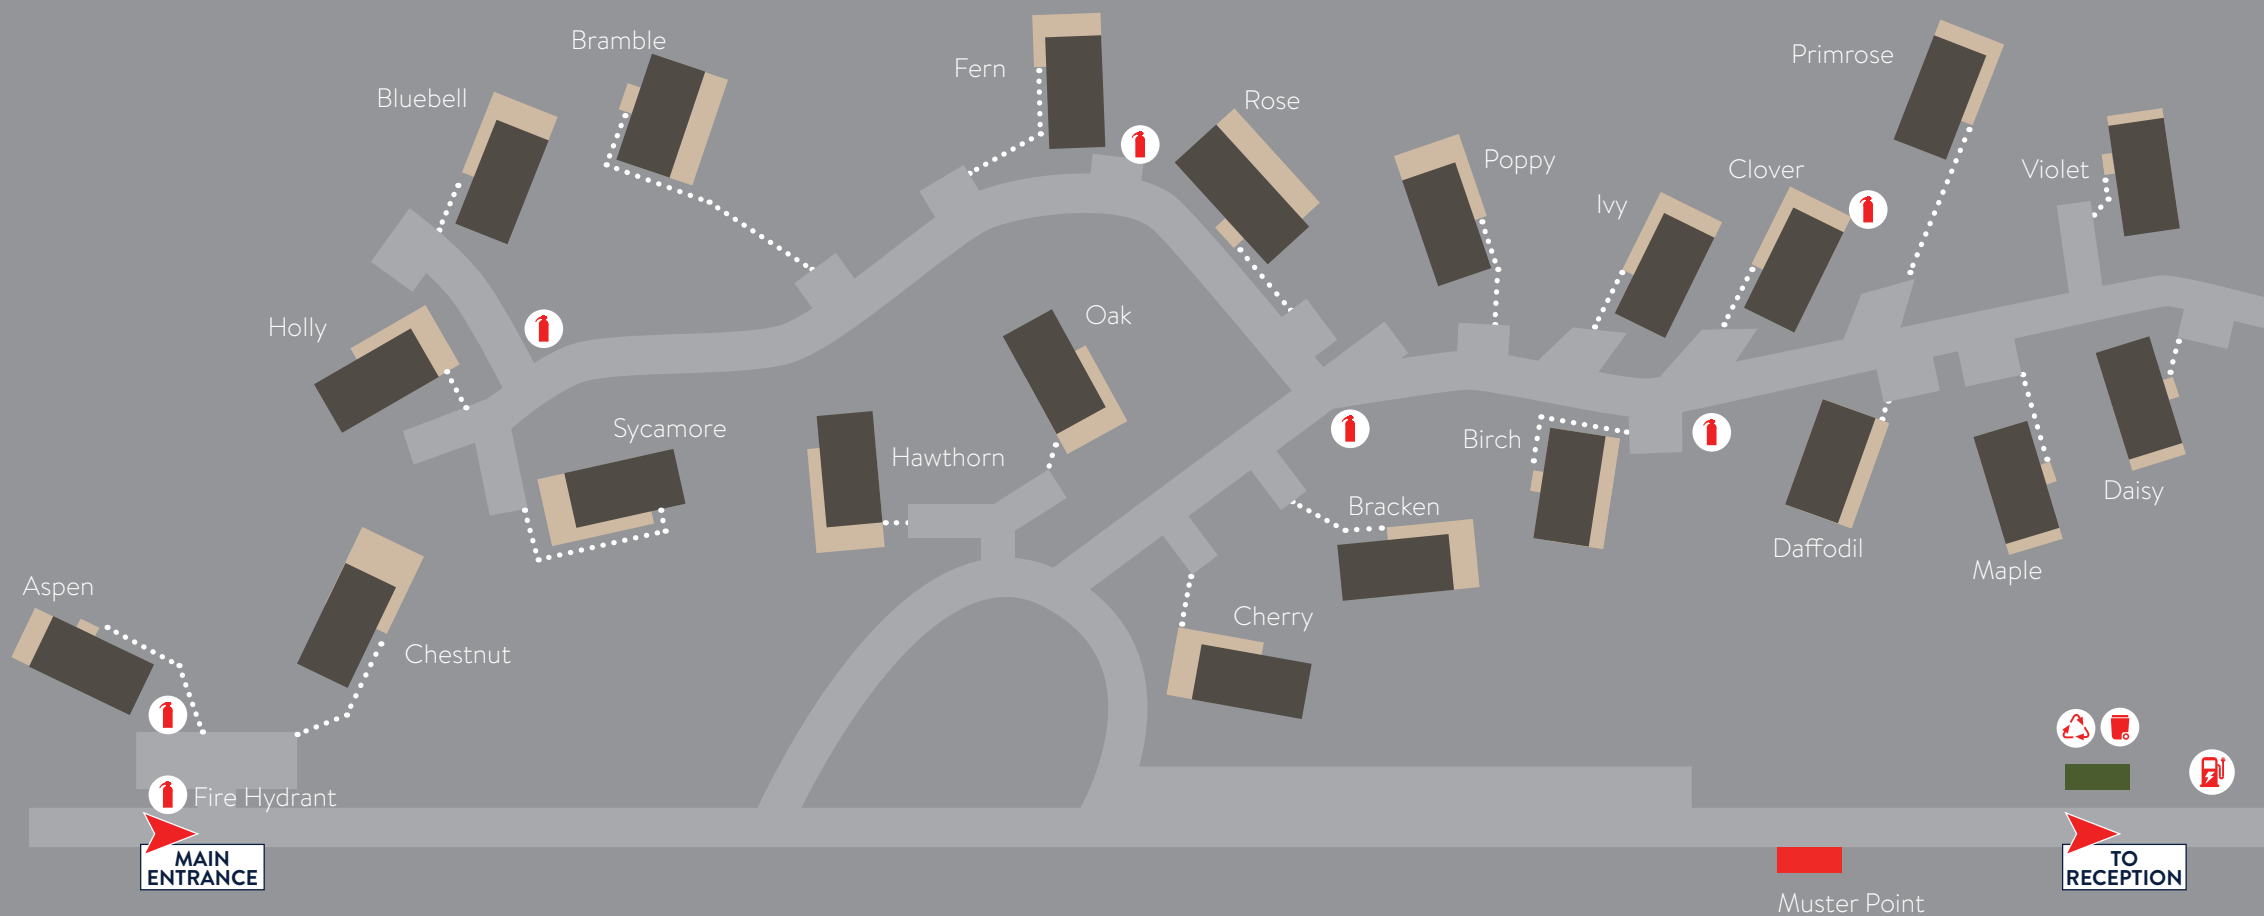 Bramble
Fern
Primrose
Bluebell
Rose
Poppy
Clover
Violet
Ivy
Holly
Oak
Sycamore
Hawthorn
Birch
Bracken
Daisy
Daffodil
Maple
Aspen
Cherry
Chestnut
Fire Hydrant
MAIN
ENTRANCE
TO
RECEPTION
Muster Point